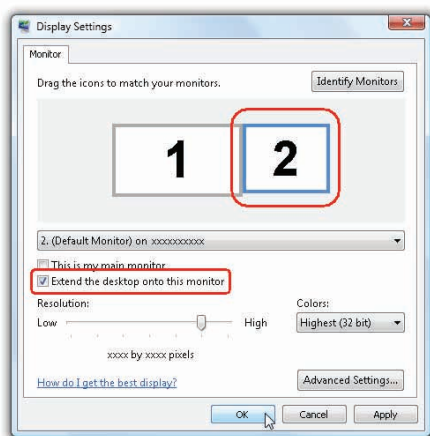 Display Settings
Monitor
Drag the icons to match your monitors.
Identify Monitors
1
2
2. (Default Monitor) on xxxxxxxxxx
This is my main monitor
Extend the desktop onto this monitor
Resolution:
Colors:
Low
High
Highest (32 bit)
xxxx by xxxx pixels
How do I get the best display?
Advanced Settings...
OK
Cancel
Apply